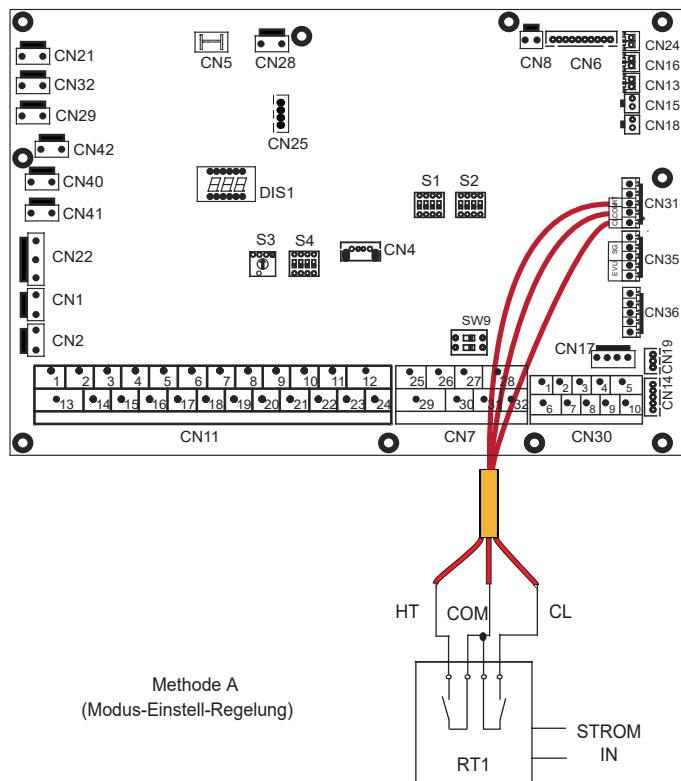 CN21
CN5
CN28
CN8
CN6
CN24
CN16
CN13
CN15
CN18
CN32
CN29
CN25
CN42
CN40
DIS1
S1
S2
CN31
CN41
CN22
S3
S4
CN4
SG
EVU
CN35
CN1
CN36
CN2
SW9
CN17
CN19
CN14
1 2 3 4 5 6 7 8 9 10 11 12
13 14 15 16 17 18 19 20 21 22 23 24
CN11
25 26 27 28
29 30 31 32
CN7
1 2 3 4 5
6 7 8 9 10
CN30
HT
COM
CL
Methode A
(Modus-Einstell-Regelung)
STROM
IN
RT1